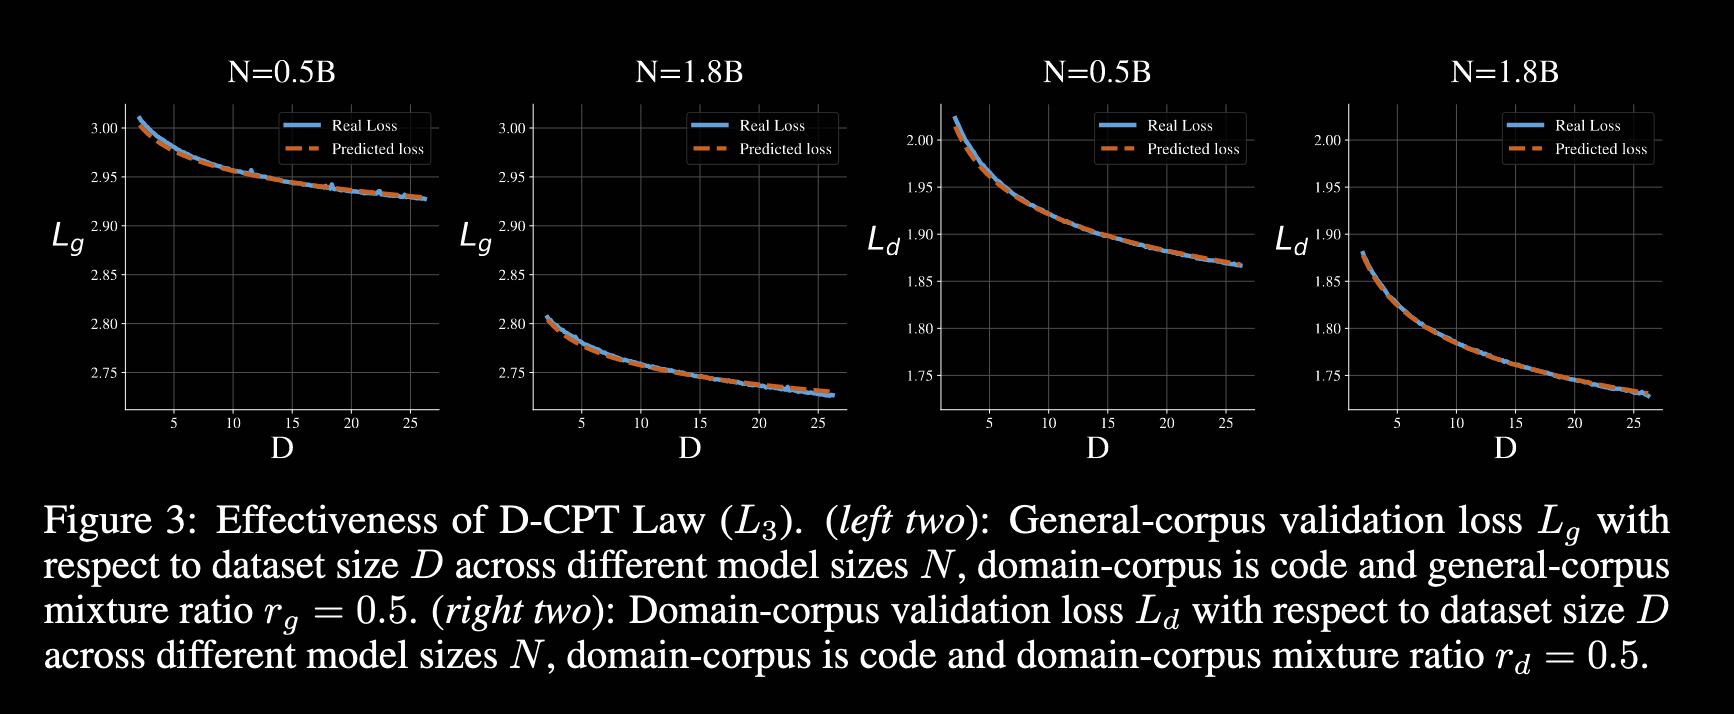 N=0.5B
3.00
2.95
2.90
2.85
2.80
2.75
L_g
Real Loss
Predicted loss
5 10 15 20 25
D
N=1.8B
3.00
2.95
2.90
2.85
2.80
2.75
L_g
Real Loss
Predicted loss
5 10 15 20 25
D
N=0.5B
2.00
1.95
1.90
1.85
1.80
1.75
L_d
Real Loss
Predicted loss
5 10 15 20 25
D
N=1.8B
2.00
1.95
1.90
1.85
1.80
1.75
L_d
Real Loss
Predicted loss
5 10 15 20 25
D
Figure 3: Effectiveness of D-CPT Law (L_3). (left two): General-corpus validation loss L_g with
respect to dataset size D across different model sizes N, domain-corpus is code and general-corpus
mixture ratio r_g = 0.5. (right two): Domain-corpus validation loss L_d with respect to dataset size D
across different model sizes N, domain-corpus is code and domain-corpus mixture ratio r_d = 0.5.